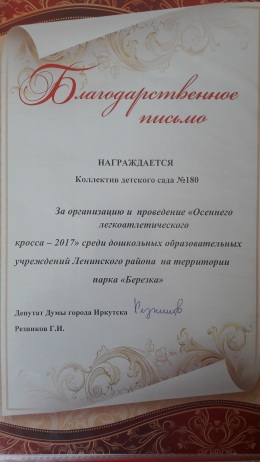 Благодарственное
письмо
НАГРАЖДАЕТСЯ
Коллектив детского сада №180
За организацию и проведение «Осеннего
легкоатлетического
кросса – 2017» среди дошкольных образовательных
учреждений Ленинского района на территории
парка «Березка»
Депутат Думы города Иркутска
Резников Г.И.